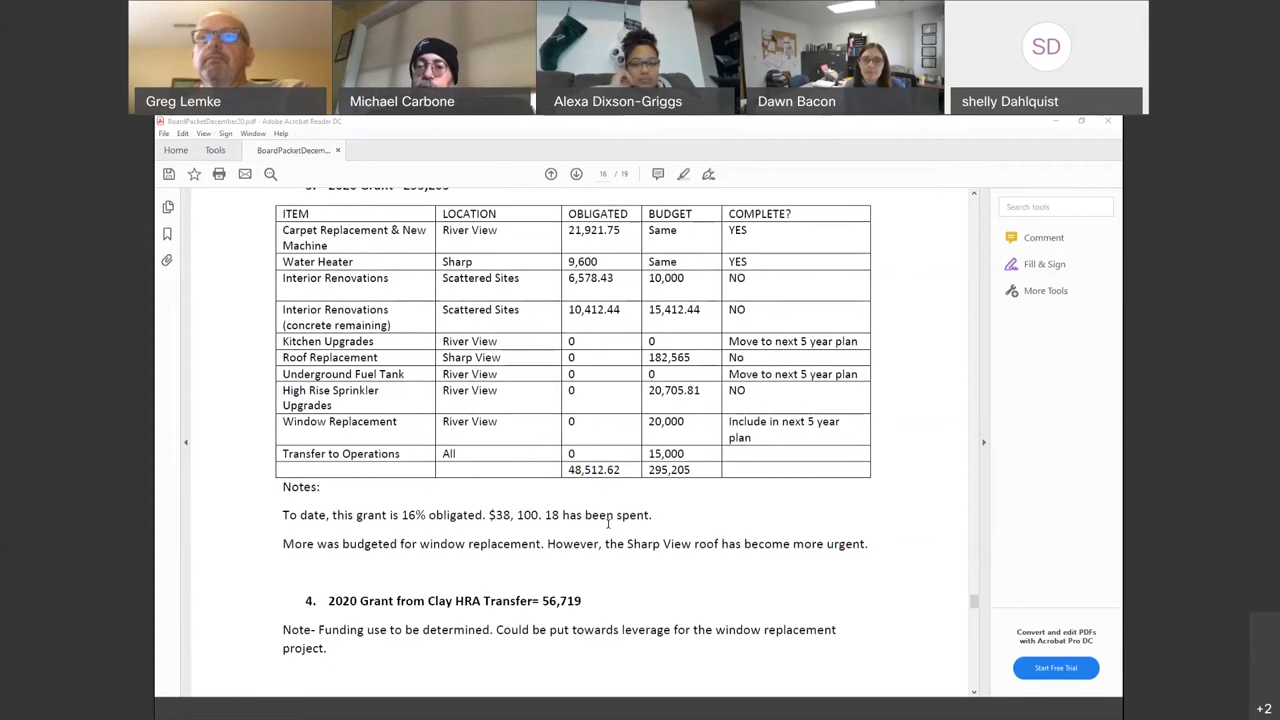 SD
Greg Lemke
Michael Carbone
Alexa Dixson-Griggs
Dawn Bacon
shelly Dahlquist
BoardPacketDecember20.pdf - Adobe Acrobat Reader DC
File Edit View Sign Window Help
Home Tools BoardPacketDecem... ×
16 / 19
Search tools
Comment
Fill & Sign
More Tools
ITEM LOCATION OBLIGATED BUDGET COMPLETE?
Carpet Replacement & New River View 21,921.75 Same YES
Machine
Water Heater Sharp 9,600 Same YES
Interior Renovations Scattered Sites 6,578.43 10,000 NO
Interior Renovations Scattered Sites 10,412.44 15,412.44 NO
(concrete remaining)
Kitchen Upgrades River View 0 0 Move to next 5 year plan
Roof Replacement Sharp View 0 182,565 No
Underground Fuel Tank River View 0 0 Move to next 5 year plan
High Rise Sprinkler River View 0 20,705.81 NO
Upgrades
Window Replacement River View 0 20,000 Include in next 5 year
plan
Transfer to Operations All 0 15,000
48,512.62 295,205
Notes:
To date, this grant is 16% obligated. $38, 100. 18 has been spent.
More was budgeted for window replacement. However, the Sharp View roof has become more urgent.
4. 2020 Grant from Clay HRA Transfer= 56,719
Note- Funding use to be determined. Could be put towards leverage for the window replacement
project.
Convert and edit PDFs
with Acrobat Pro DC
Start Free Trial
+2